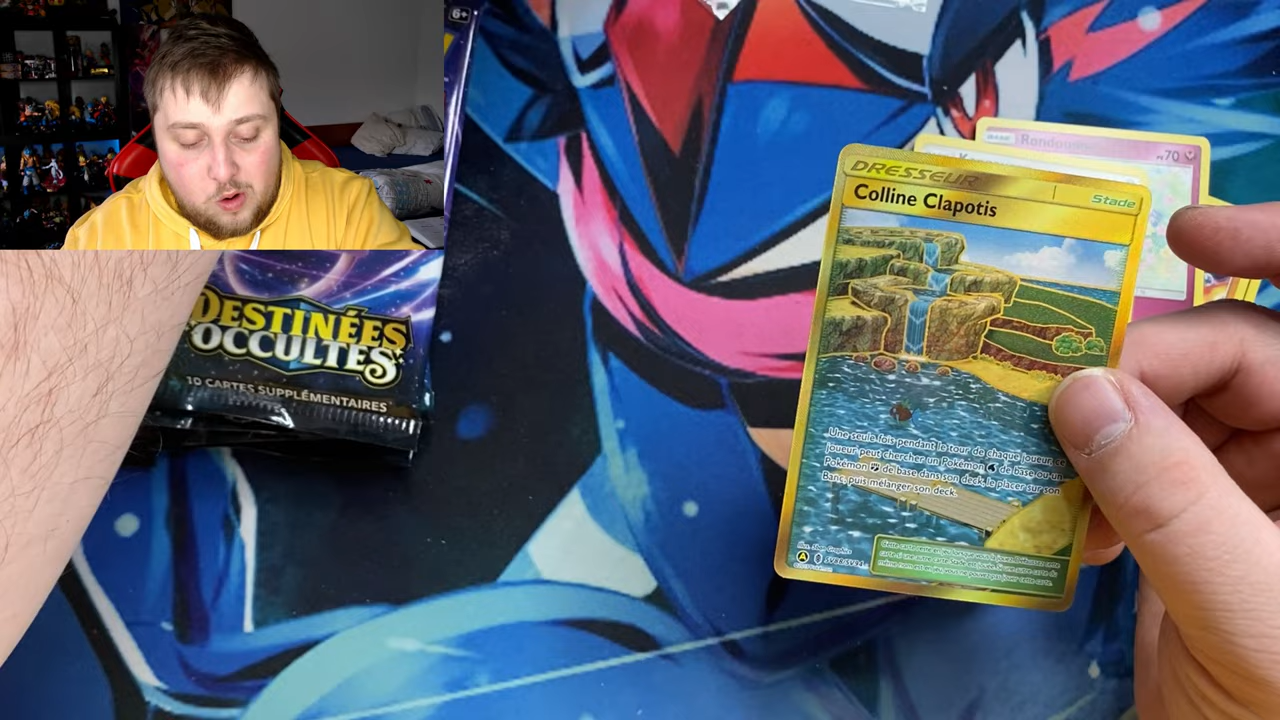 6+
DESTINÉES
OCCULTES
10 CARTES SUPPLÉMENTAIRES
70
DRESSEUR
Stade
Colline Clapotis
Une seule fois pendant le tour de chaque joueur, ce
joueur peut chercher un Pokémon de base ou un
Pokémon de base dans son deck, le placer sur son
Banc, puis mélanger son deck.
A